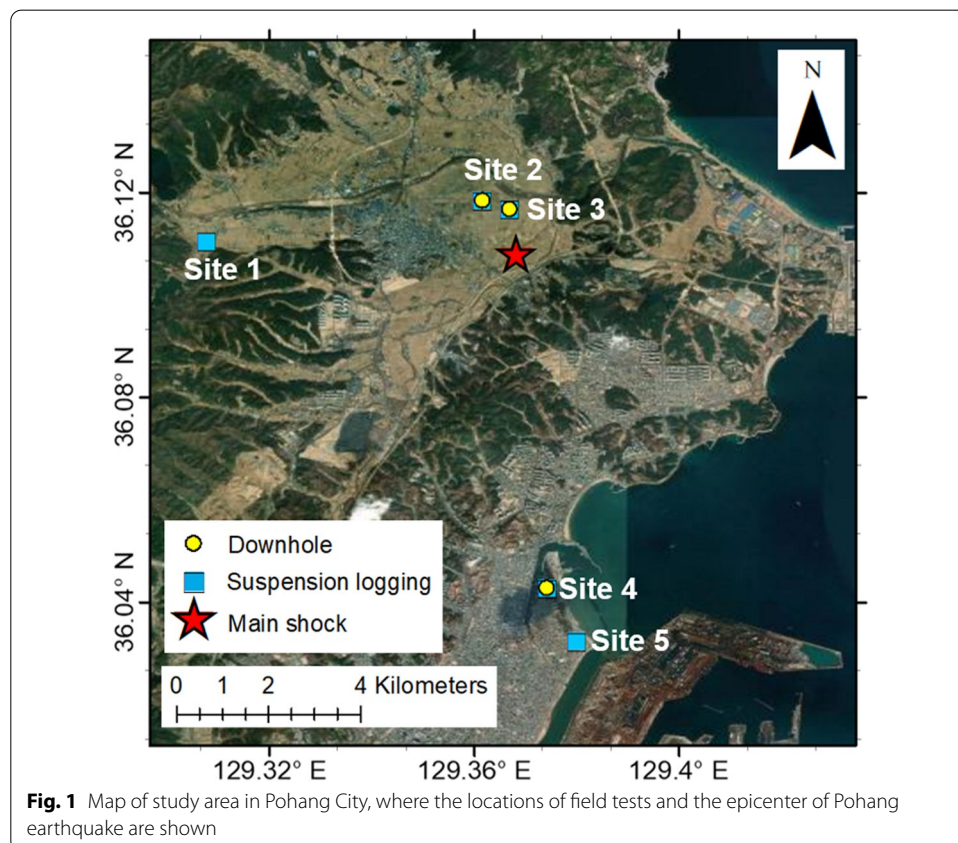 N
36.12° N
Site 2
Site 3
Site 1
36.08° N
Downhole
Suspension logging
Main shock
36.04° N
Site 4
Site 5
0 1 2 4 Kilometers
129.32° E 129.36° E 129.4° E
Fig. 1 Map of study area in Pohang City, where the locations of field tests and the epicenter of Pohang
earthquake are shown